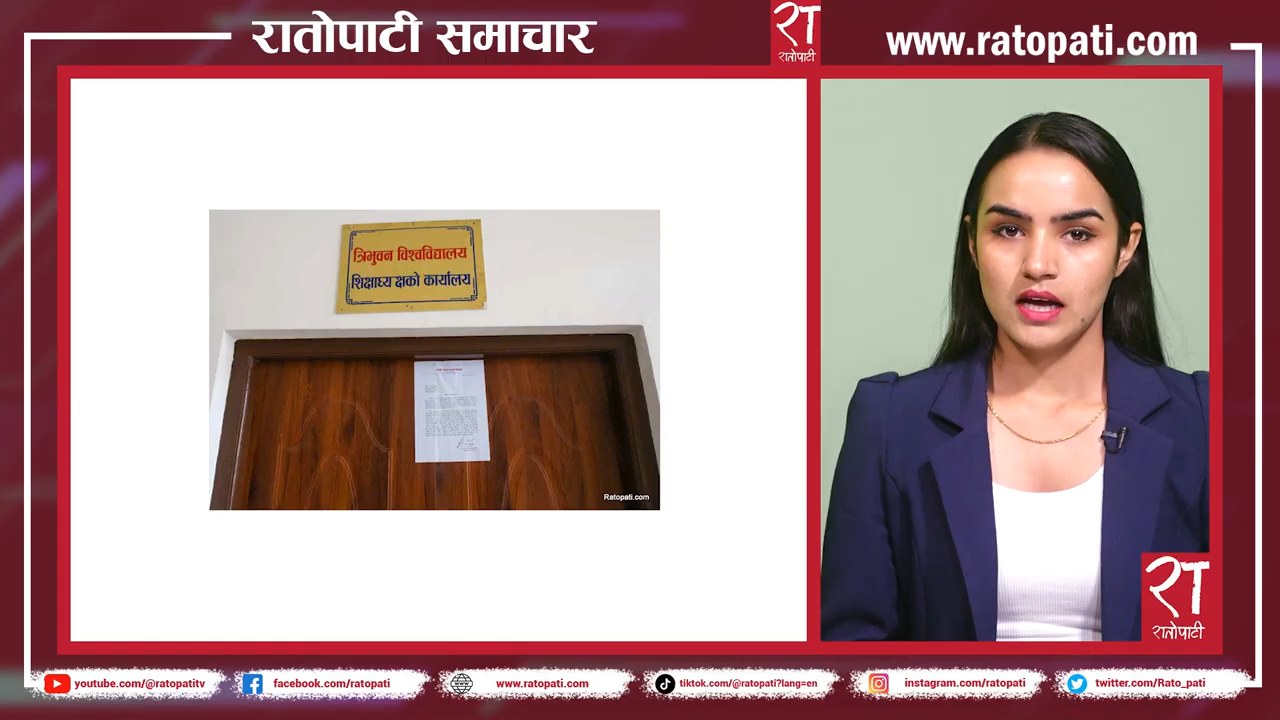 रातोपाटी समाचार
रा
रातोपाटी
www.ratopati.com
त्रिभुवन विश्वविद्यालय
शिक्षाध्यक्षको कार्यालय
Ratopati.com
रा
रातोपाटी
youtube.com/@ratopatitv
facebook.com/ratopati
www.ratopati.com
tiktok.com/@ratopati?lang=en
instagram.com/ratopati
twitter.com/Rato_pati